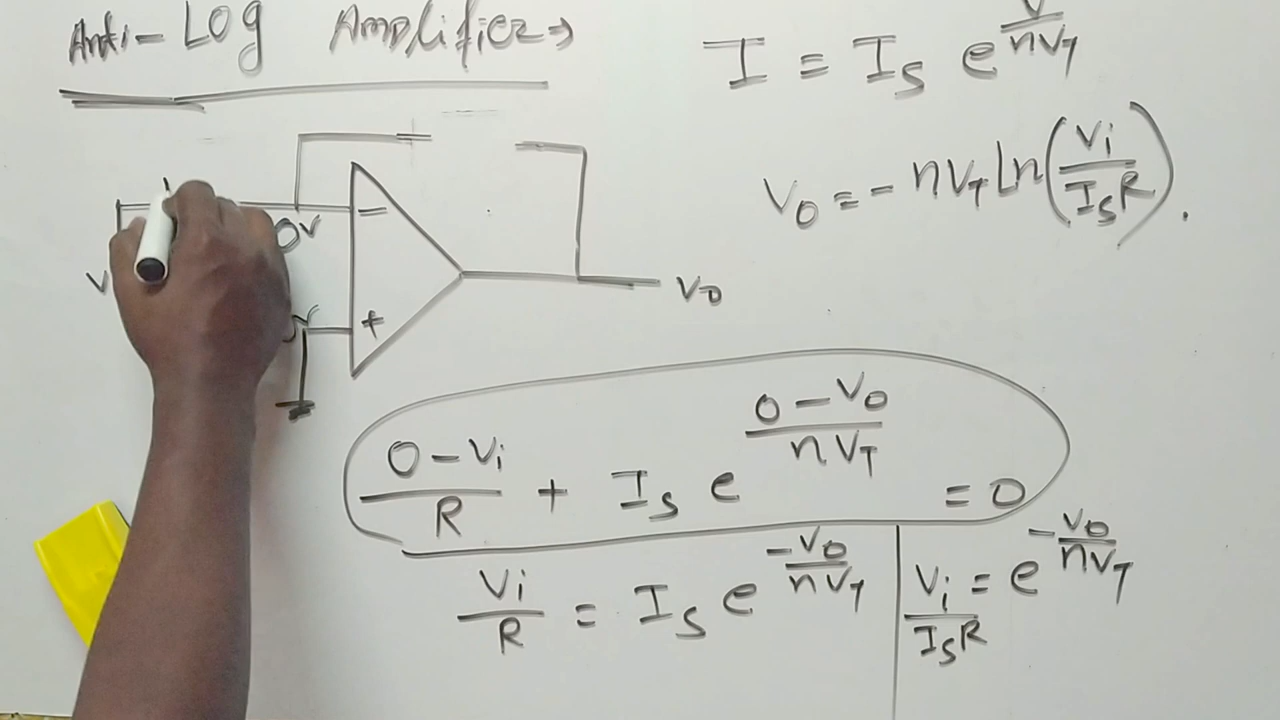 Anti-Log Amplifier→
I = Is e^(V/nVT)
Vo = - nVT ln(Vi/IsR).
0V
-
+
Vo
(0-Vi)/R + Is e^((0-Vo)/nVT) = 0
Vi/R = Is e^(-Vo/nVT)
Vi/IsR = e^(-Vo/nVT)